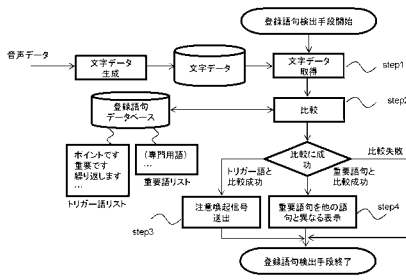 登録語句検出手段開始
音声データ
文字データ
生成
文字データ
文字データ
取得
step1
登録語句
データベース
比較
step2
ポイントです
重要です
繰り返します
…
トリガー語リスト
(専門用語)
…
重要語リスト
比較に成
功
比較失敗
トリガー語と
比較成功
重要語句と
比較成功
注意喚起信号
送出
step3
重要語句を他の語
句と異なる表示
step4
登録語句検出手段終了